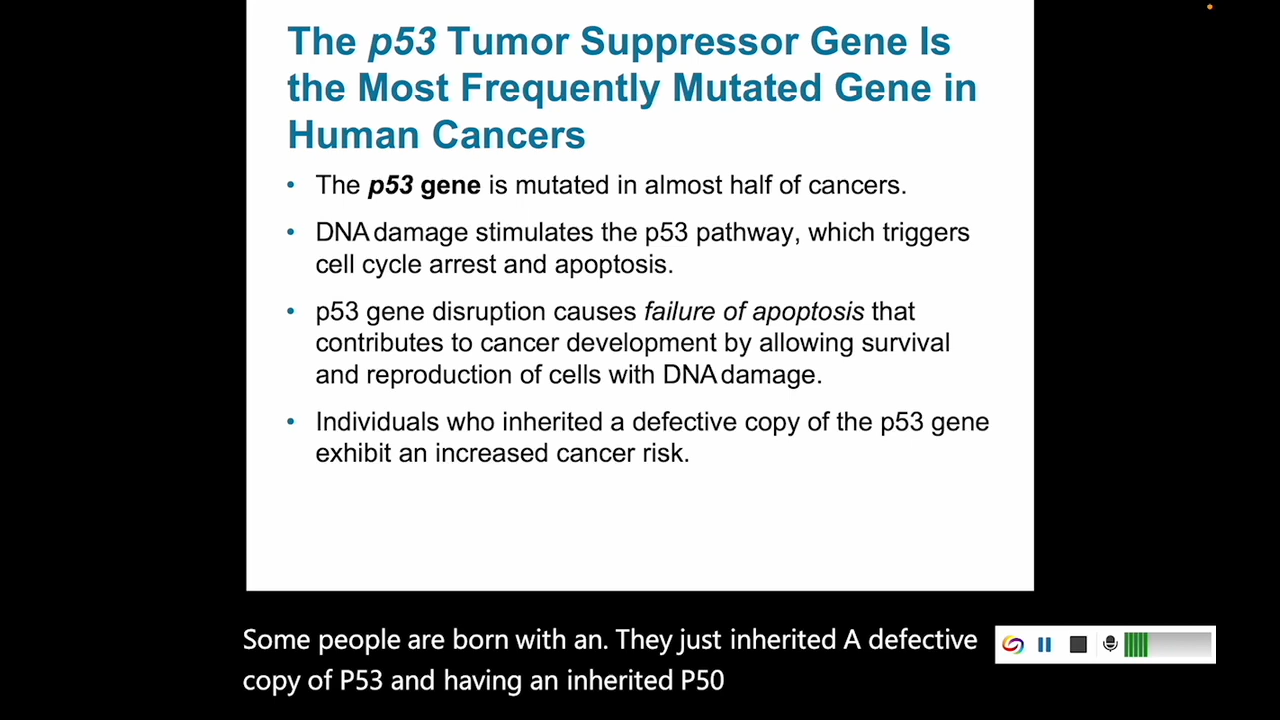 The p53 Tumor Suppressor Gene Is
the Most Frequently Mutated Gene in
Human Cancers
• The p53 gene is mutated in almost half of cancers.
• DNA damage stimulates the p53 pathway, which triggers
cell cycle arrest and apoptosis.
• p53 gene disruption causes failure of apoptosis that
contributes to cancer development by allowing survival
and reproduction of cells with DNA damage.
• Individuals who inherited a defective copy of the p53 gene
exhibit an increased cancer risk.
Some people are born with an. They just inherited A defective
copy of P53 and having an inherited P50